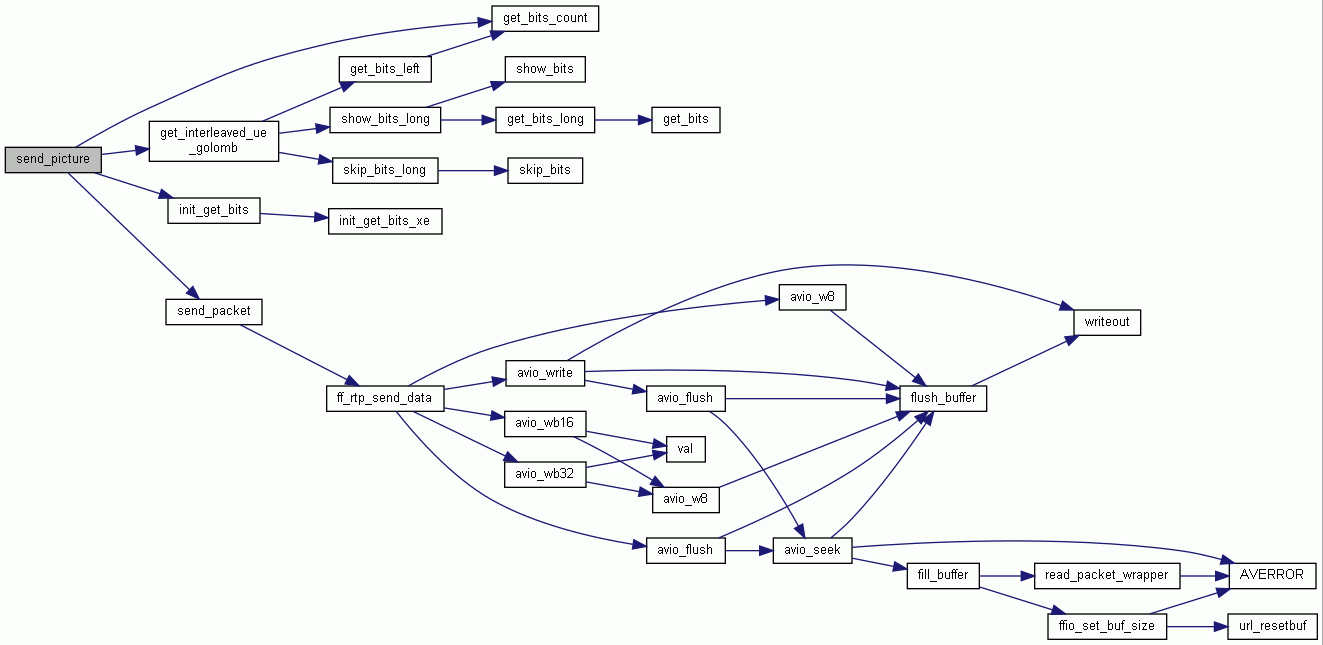 get_bits_count
get_bits_left
show_bits
show_bits_long
get_bits_long
get_bits
get_interleaved_ue
_golomb
send_picture
skip_bits_long
skip_bits
init_get_bits
init_get_bits_xe
send_packet
avio_w8
writeout
avio_write
ff_rtp_send_data
avio_flush
flush_buffer
avio_wb16
val
avio_wb32
avio_w8
avio_flush
avio_seek
fill_buffer
read_packet_wrapper
AVERROR
ffio_set_buf_size
url_resetbuf